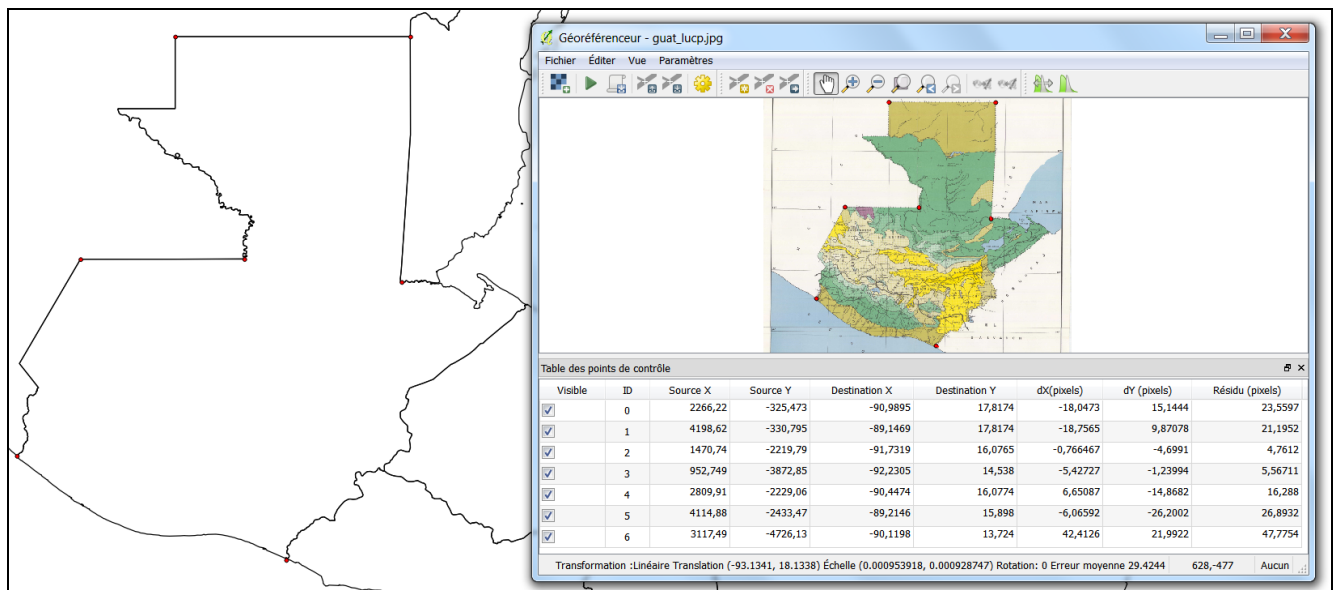 Géoréférenceur - guat_lucp.jpg
Fichier Éditer Vue Paramètres
Table des points de contrôle
Visible ID Source X Source Y Destination X Destination Y dX(pixels) dY (pixels) Résidu (pixels)
0 2266,22 -325,473 -90,9895 17,8174 -18,0473 15,1444 23,5597
1 4198,62 -330,795 -89,1469 17,8174 -18,7565 9,87078 21,1952
2 1470,74 -2219,79 -91,7319 16,0765 -0,766467 -4,6991 4,7612
3 952,749 -3872,85 -92,2305 14,538 -5,42727 -1,23994 5,56711
4 2809,91 -2229,06 -90,4474 16,0774 6,65087 -14,8682 16,288
5 4114,88 -2433,47 -89,2146 15,898 -6,06592 -26,2002 26,8932
6 3117,49 -4726,13 -90,1198 13,724 42,4126 21,9922 47,7754
Transformation :Linéaire Translation (-93.1341, 18.1338) Échelle (0.000953918, 0.000928747) Rotation: 0 Erreur moyenne 29.4244 628,-477 Aucun